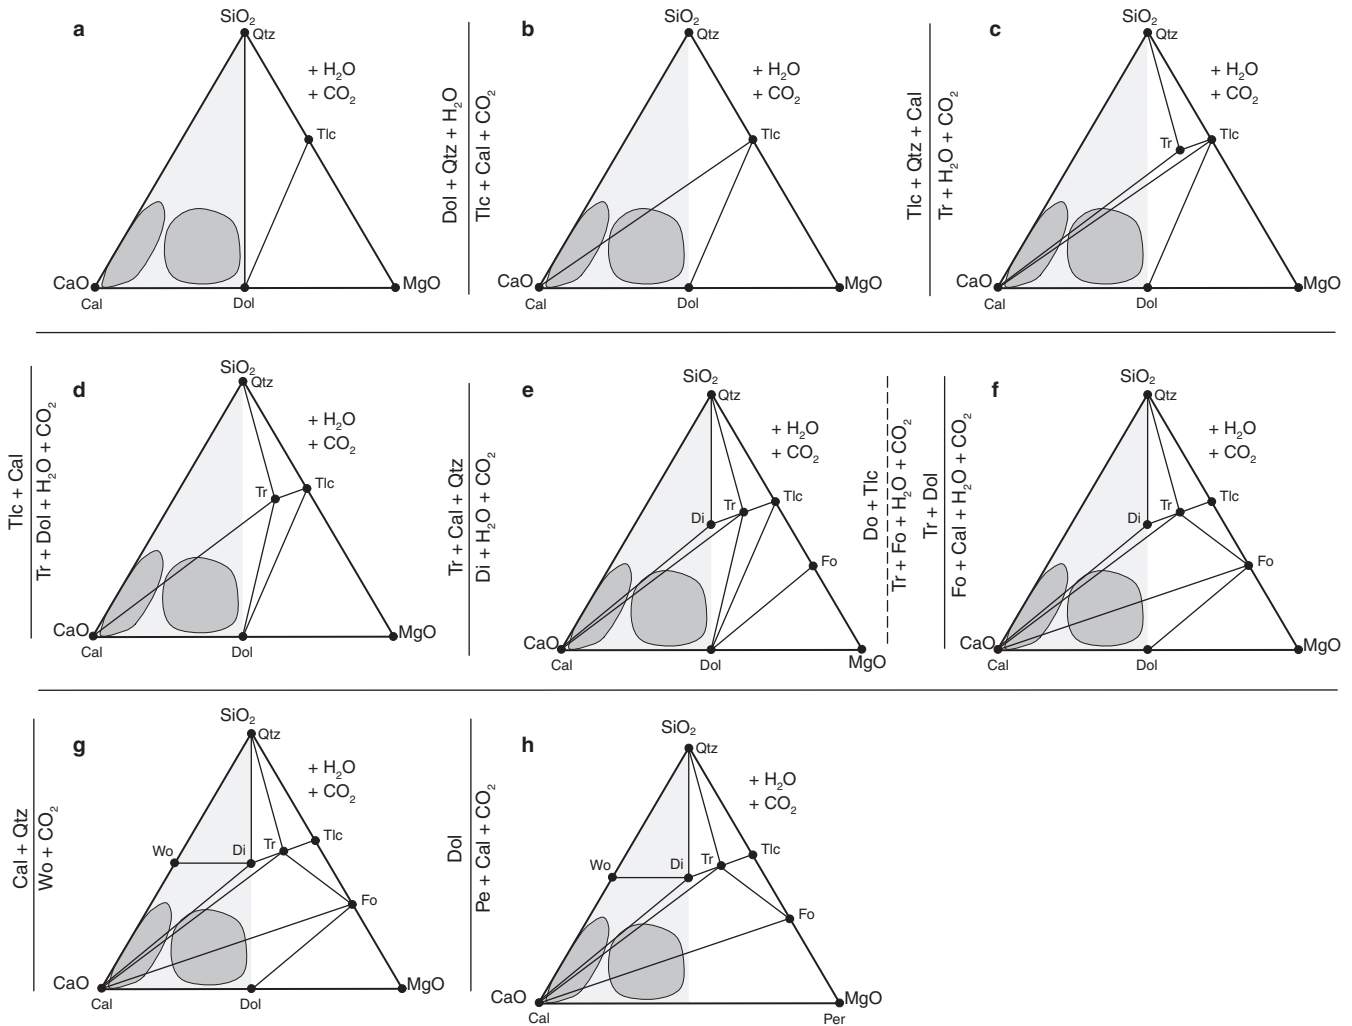 a
SiO₂
Qtz
+ H₂O
+ CO₂
Tlc
CaO
MgO
Cal
Dol
Dol + Qtz + H₂O
Tlc + Cal + CO₂
b
SiO₂
Qtz
+ H₂O
+ CO₂
Tlc
CaO
MgO
Cal
Dol
Tlc + Qtz + Cal
Tr + H₂O + CO₂
c
SiO₂
Qtz
+ H₂O
+ CO₂
Tr
Tlc
CaO
MgO
Cal
Dol
Tlc + Cal
Tr + Dol + H₂O + CO₂
d
SiO₂
Qtz
+ H₂O
+ CO₂
Tr
Tlc
CaO
MgO
Cal
Dol
Tr + Cal + Qtz
Di + H₂O + CO₂
e
SiO₂
Qtz
+ H₂O
+ CO₂
Di
Tr
Tlc
Fo
CaO
MgO
Cal
Dol
Do + Tlc
Tr + Fo + H₂O + CO₂
Tr + Dol
Fo + Cal + H₂O + CO₂
f
SiO₂
Qtz
+ H₂O
+ CO₂
Di
Tr
Tlc
Fo
CaO
MgO
Cal
Dol
Cal + Qtz
Wo + CO₂
g
SiO₂
Qtz
+ H₂O
+ CO₂
Wo
Di
Tr
Tlc
Fo
CaO
MgO
Cal
Dol
Dol
Pe + Cal + CO₂
h
SiO₂
Qtz
+ H₂O
+ CO₂
Wo
Di
Tr
Tlc
Fo
CaO
MgO
Cal
Per